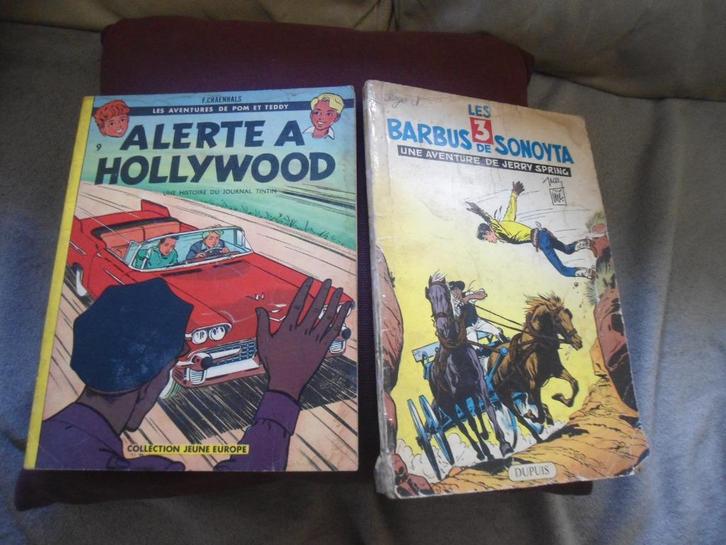 F. CRAENHALS
LES AVENTURES DE POM ET TEDDY
9
ALERTE A
HOLLYWOOD
UNE HISTOIRE DU JOURNAL TINTIN
COLLECTION JEUNE EUROPE
LES
3
BARBUS DE SONOYTA
UNE AVENTURE DE JERRY SPRING
DUPUIS